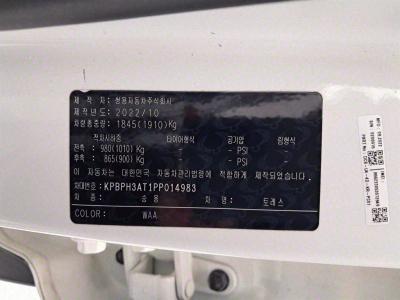 제 작 자 : 쌍용자동차주식회사
제작년도 : 2022/10
차량총중량 : 1845(1910)Kg
적차시하중 타이어형식 공기압 림형식
전축 : 980(1010) Kg - - PSI -
후축 : 865(900) Kg - - PSI -
이 자동차는 대한민국 자동차관리법령에 적합하게 제작되었습니다
차대번호 : KPBPH3AT1PP014983
차 종 : 승 용 차 명 : 토레스
COLOR : WAA